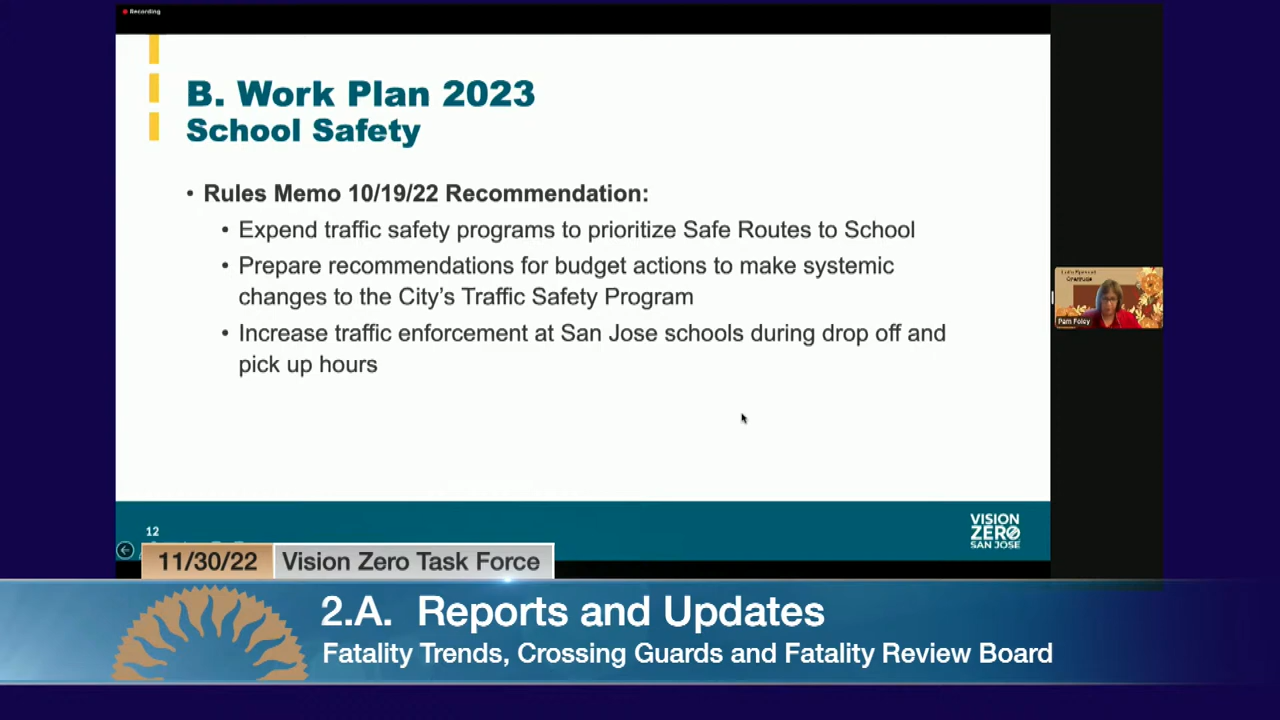 Recording
B. Work Plan 2023
School Safety
• Rules Memo 10/19/22 Recommendation:
• Expend traffic safety programs to prioritize Safe Routes to School
• Prepare recommendations for budget actions to make systemic
changes to the City's Traffic Safety Program
• Increase traffic enforcement at San Jose schools during drop off and
pick up hours
Pam Foley
12
VISION
ZERO
SAN JOSE
11/30/22 Vision Zero Task Force
2.A. Reports and Updates
Fatality Trends, Crossing Guards and Fatality Review Board